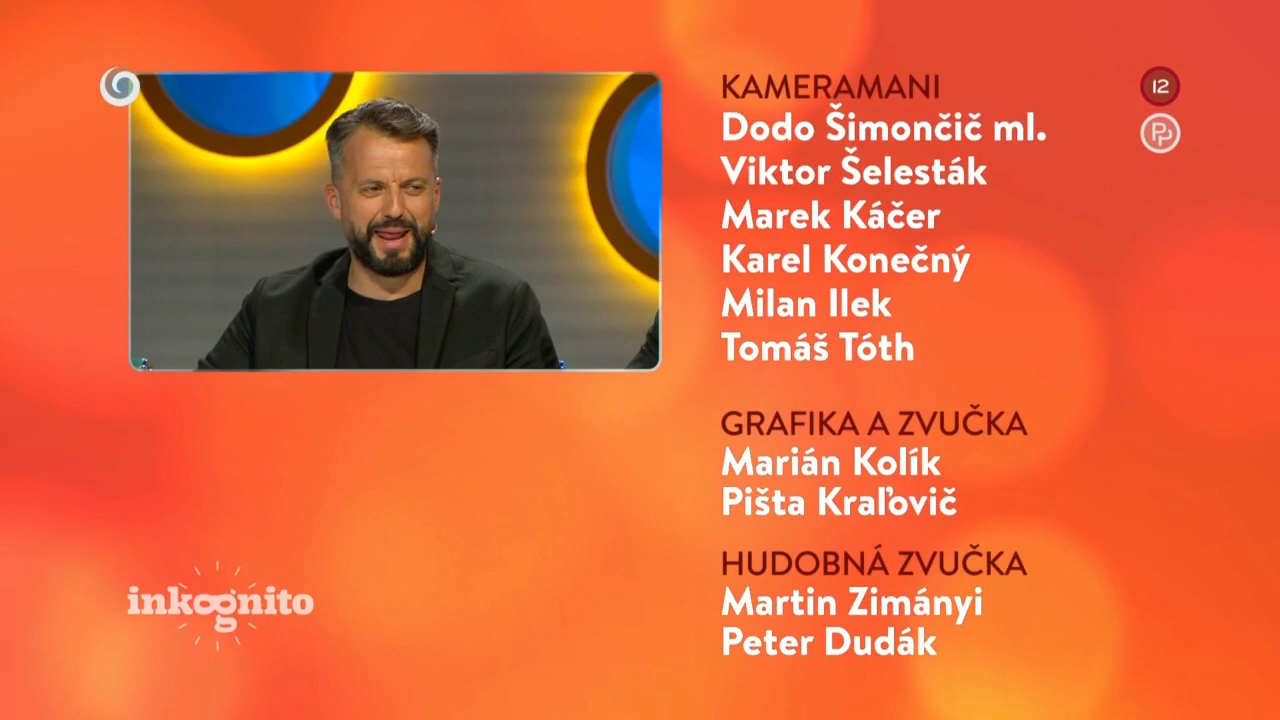 KAMERAMANI
Dodo Šimončič ml.
Viktor Šelesták
Marek Káčer
Karel Konečný
Milan Ilek
Tomáš Tóth
GRAFIKA A ZVUČKA
Marián Kolík
Pišta Kraľovič
HUDOBNÁ ZVUČKA
Martin Zimányi
Peter Dudák
12
PP
inkognito